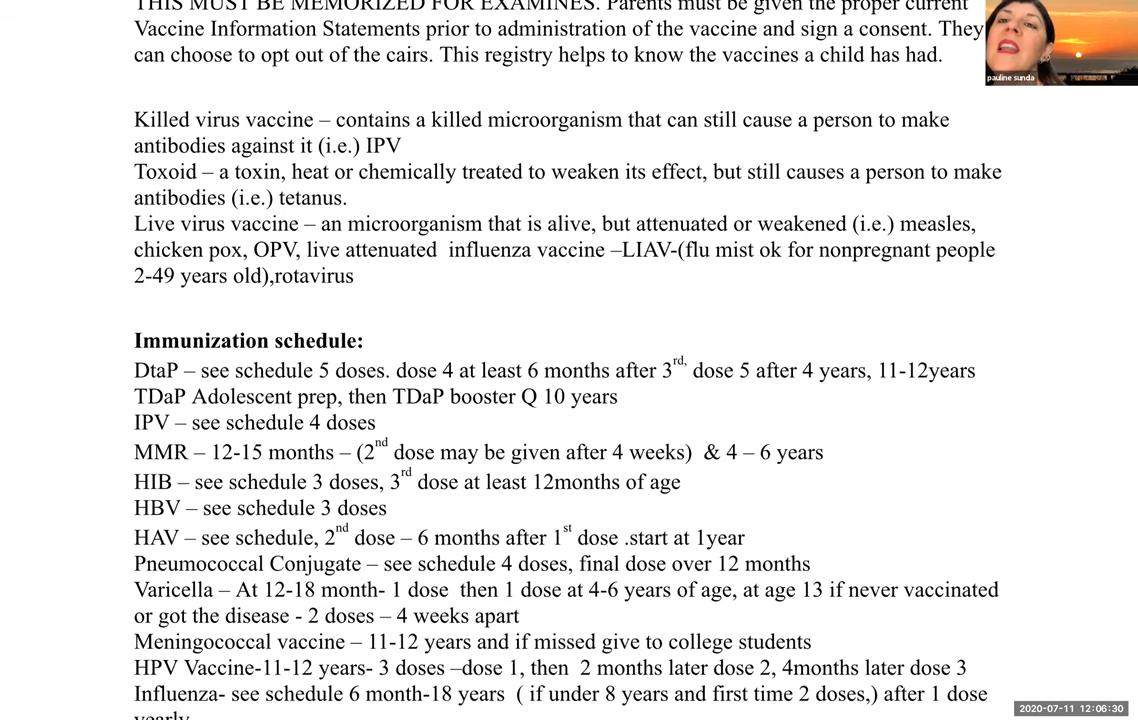 THIS MUST BE MEMORIZED FOR EXAMINES. Parents must be given the proper current
Vaccine Information Statements prior to administration of the vaccine and sign a consent. They
can choose to opt out of the cairs. This registry helps to know the vaccines a child has had.
pauline sunda
Killed virus vaccine – contains a killed microorganism that can still cause a person to make
antibodies against it (i.e.) IPV
Toxoid – a toxin, heat or chemically treated to weaken its effect, but still causes a person to make
antibodies (i.e.) tetanus.
Live virus vaccine – an microorganism that is alive, but attenuated or weakened (i.e.) measles,
chicken pox, OPV, live attenuated  influenza vaccine –LIAV-(flu mist ok for nonpregnant people
2-49 years old),rotavirus
Immunization schedule:
DtaP – see schedule 5 doses. dose 4 at least 6 months after 3rd, dose 5 after 4 years, 11-12years
TDaP Adolescent prep, then TDaP booster Q 10 years
IPV – see schedule 4 doses
MMR – 12-15 months – (2nd dose may be given after 4 weeks)  & 4 – 6 years
HIB – see schedule 3 doses, 3rd dose at least 12months of age
HBV – see schedule 3 doses
HAV – see schedule, 2nd dose – 6 months after 1st dose .start at 1year
Pneumococcal Conjugate – see schedule 4 doses, final dose over 12 months
Varicella – At 12-18 month- 1 dose  then 1 dose at 4-6 years of age, at age 13 if never vaccinated
or got the disease - 2 doses – 4 weeks apart
Meningococcal vaccine – 11-12 years and if missed give to college students
HPV Vaccine-11-12 years- 3 doses –dose 1, then  2 months later dose 2, 4months later dose 3
Influenza- see schedule 6 month-18 years  ( if under 8 years and first time 2 doses,) after 1 dose
yearly
2020-07-11 12:06:30